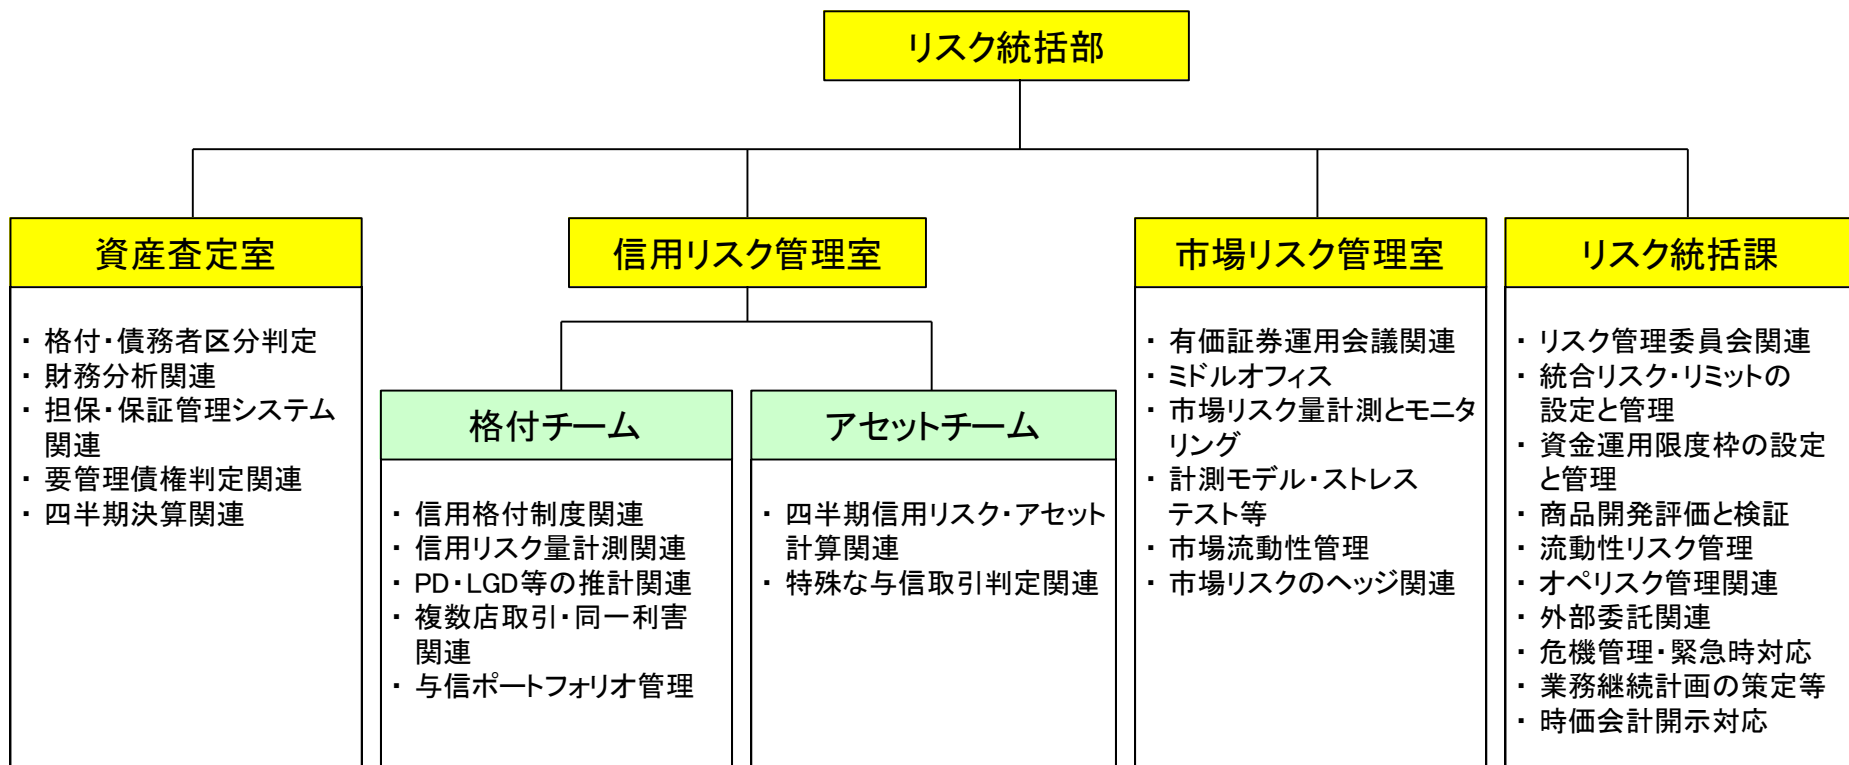 リスク統括部
資産査定室
・ 格付・債務者区分判定
・ 財務分析関連
・ 担保・保証管理システム
関連
・ 要管理債権判定関連
・ 四半期決算関連
信用リスク管理室
格付チーム
・ 信用格付制度関連
・ 信用リスク量計測関連
・ PD・LGD等の推計関連
・ 複数店取引・同一利害
関連
・ 与信ポートフォリオ管理
アセットチーム
・ 四半期信用リスク・アセット
計算関連
・ 特殊な与信取引判定関連
市場リスク管理室
・ 有価証券運用会議関連
・ ミドルオフィス
・ 市場リスク量計測とモニタ
リング
・ 計測モデル・ストレス
テスト等
・ 市場流動性管理
・ 市場リスクのヘッジ関連
リスク統括課
・ リスク管理委員会関連
・ 統合リスク・リミットの
設定と管理
・ 資金運用限度枠の設定
と管理
・ 商品開発評価と検証
・ 流動性リスク管理
・ オペリスク管理関連
・ 外部委託関連
・ 危機管理・緊急時対応
・ 業務継続計画の策定等
・ 時価会計開示対応